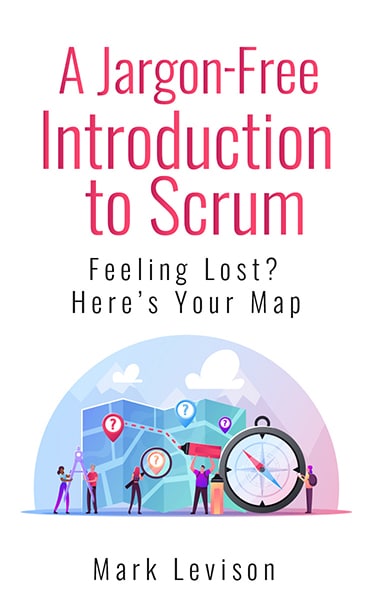 A Jargon-Free
Introduction
to Scrum
Feeling Lost?
Here's Your Map
?
?
?
?
Mark Levison